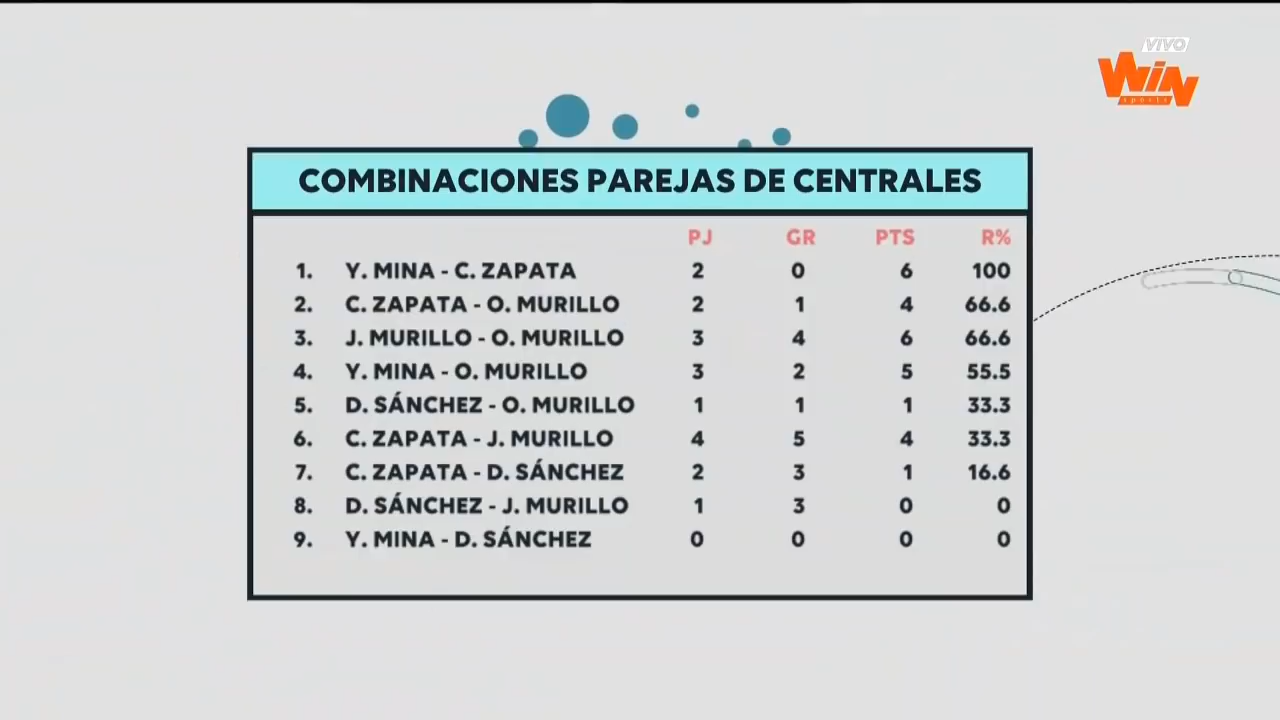 VIVO
WIN
sports
COMBINACIONES PAREJAS DE CENTRALES
PJ GR PTS R%
1. Y. MINA - C. ZAPATA 2 0 6 100
2. C. ZAPATA - O. MURILLO 2 1 4 66.6
3. J. MURILLO - O. MURILLO 3 4 6 66.6
4. Y. MINA - O. MURILLO 3 2 5 55.5
5. D. SÁNCHEZ - O. MURILLO 1 1 1 33.3
6. C. ZAPATA - J. MURILLO 4 5 4 33.3
7. C. ZAPATA - D. SÁNCHEZ 2 3 1 16.6
8. D. SÁNCHEZ - J. MURILLO 1 3 0 0
9. Y. MINA - D. SÁNCHEZ 0 0 0 0